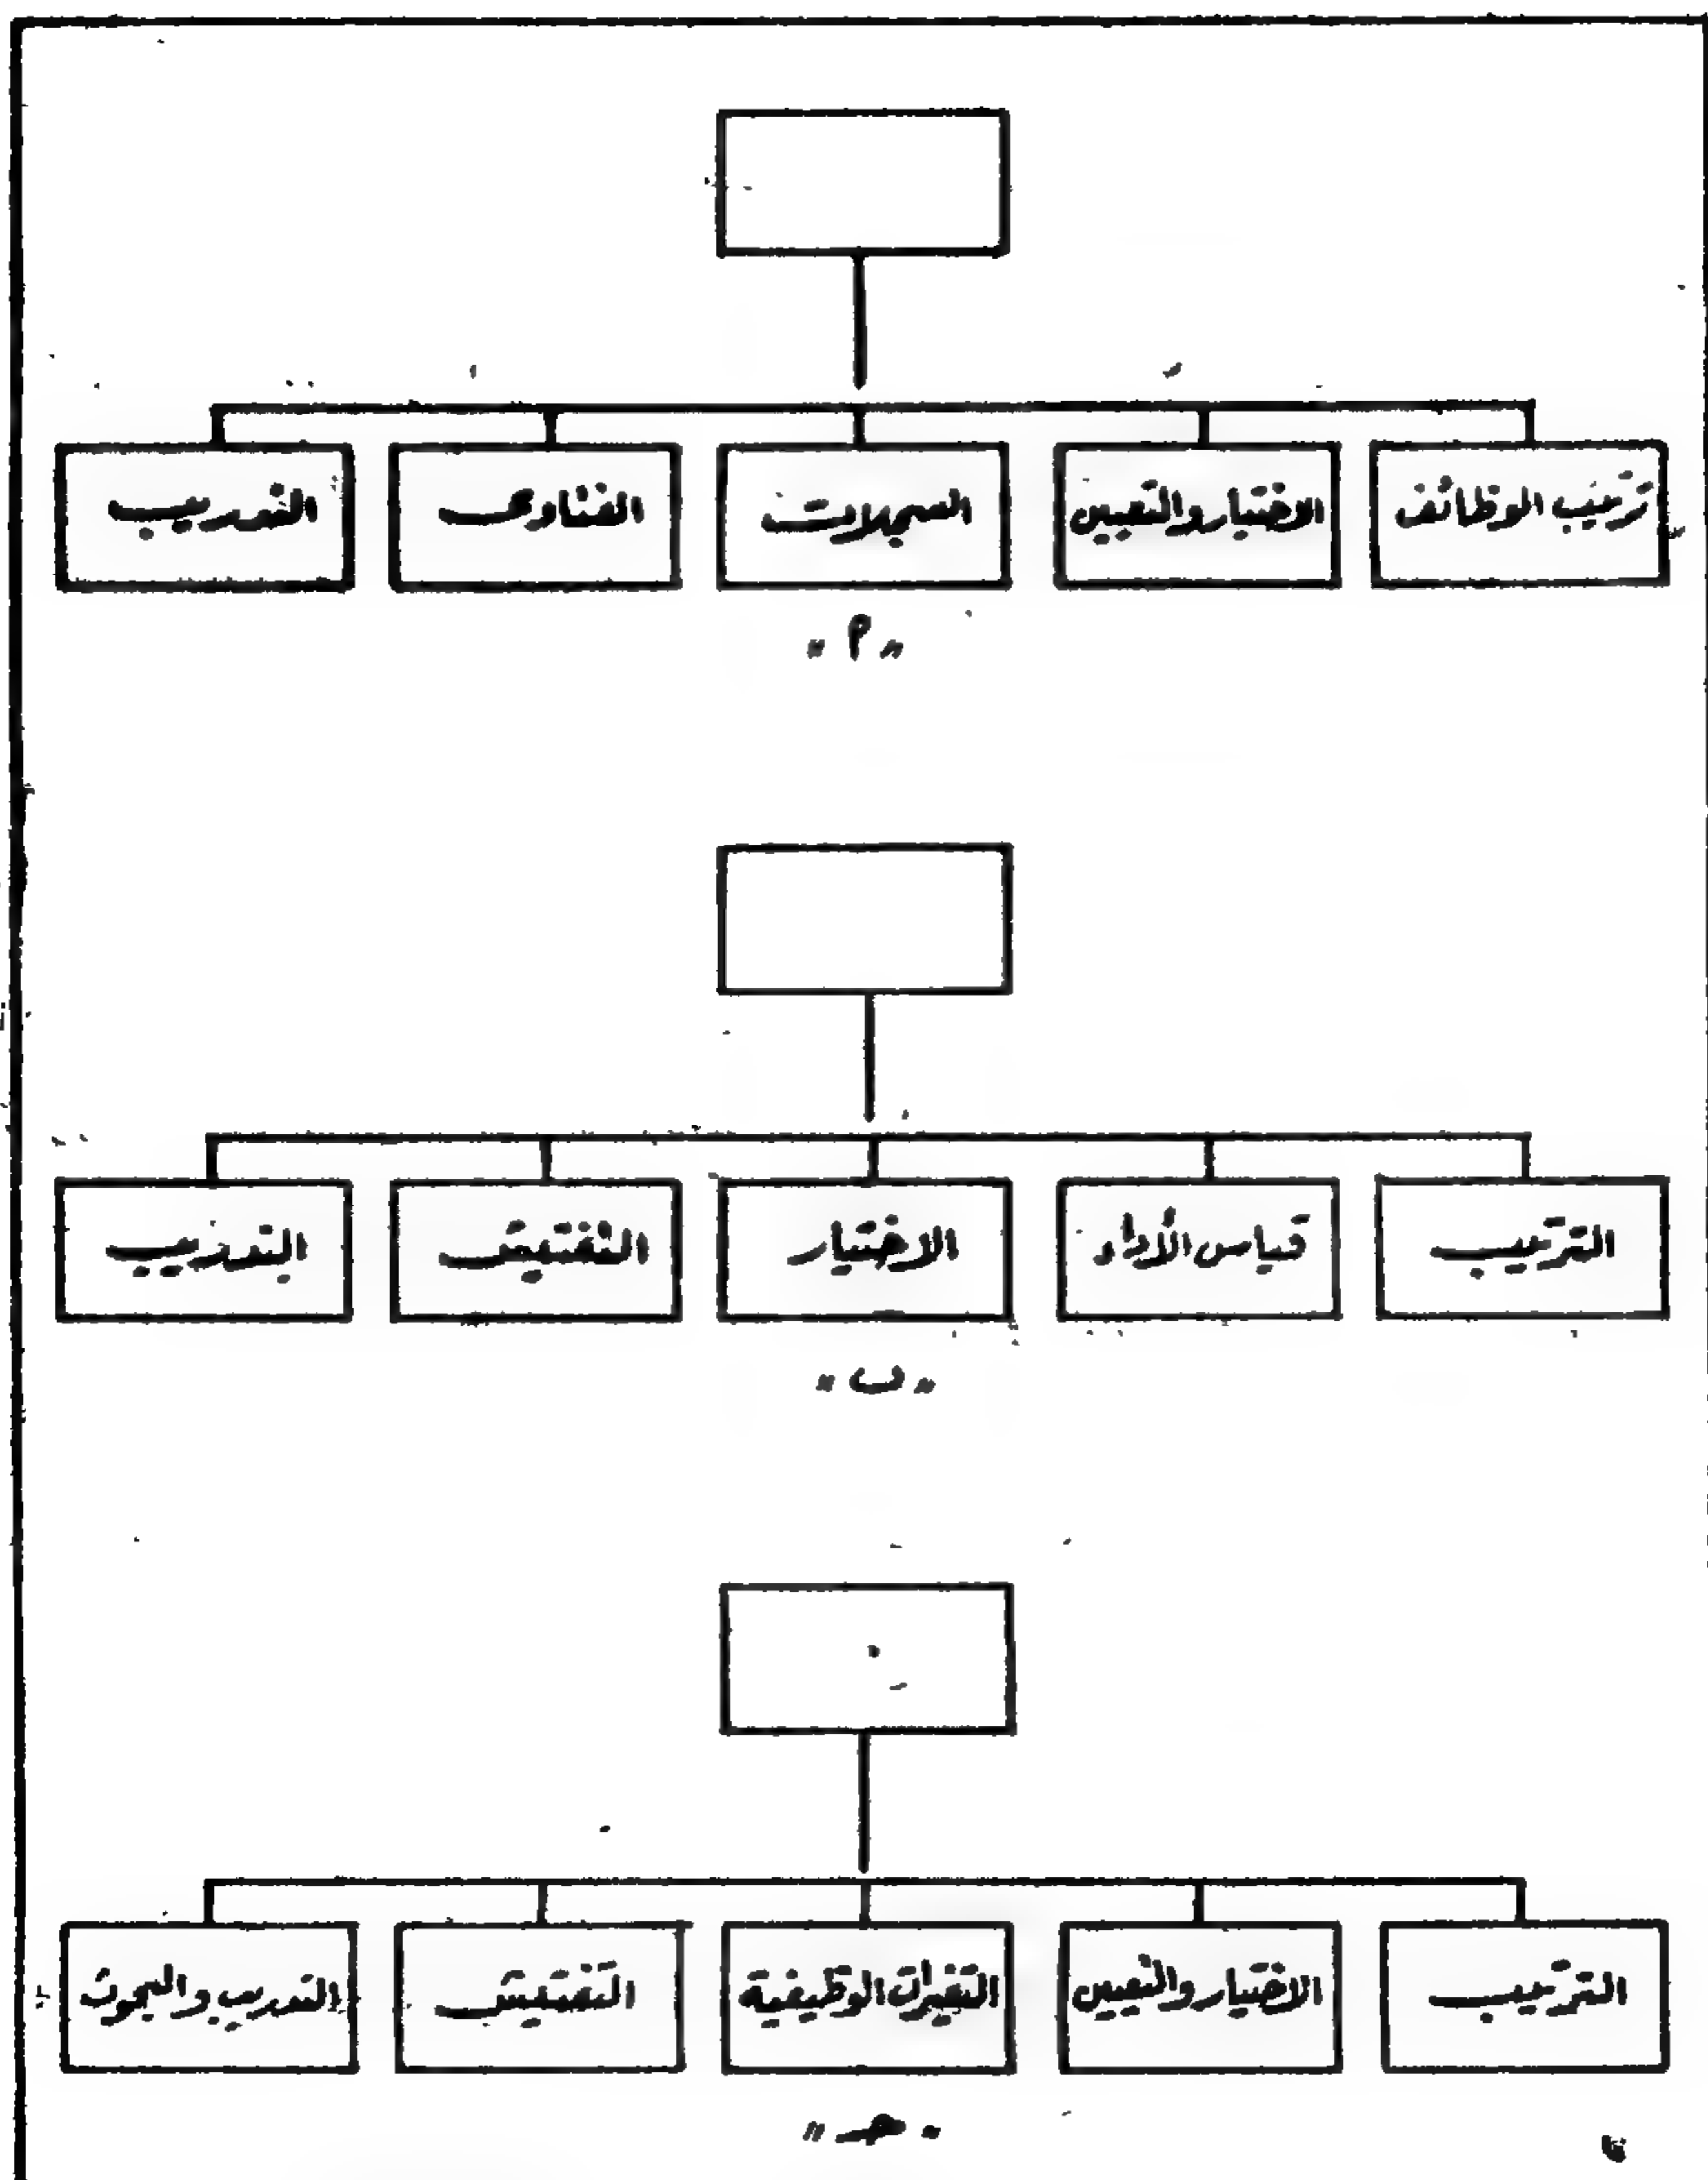 ترتيب الوظائف
الاختيار والتعيين
السجلات
الفتاوى
التدريب
"أ"
الترتيب
قياس الأداء
الاختيار
التفتيش
التدريب
"ب"
الترتيب
الاختيار والتعيين
التغيرات الوظيفية
التفتيش
التدريب والبحوث
"جـ"